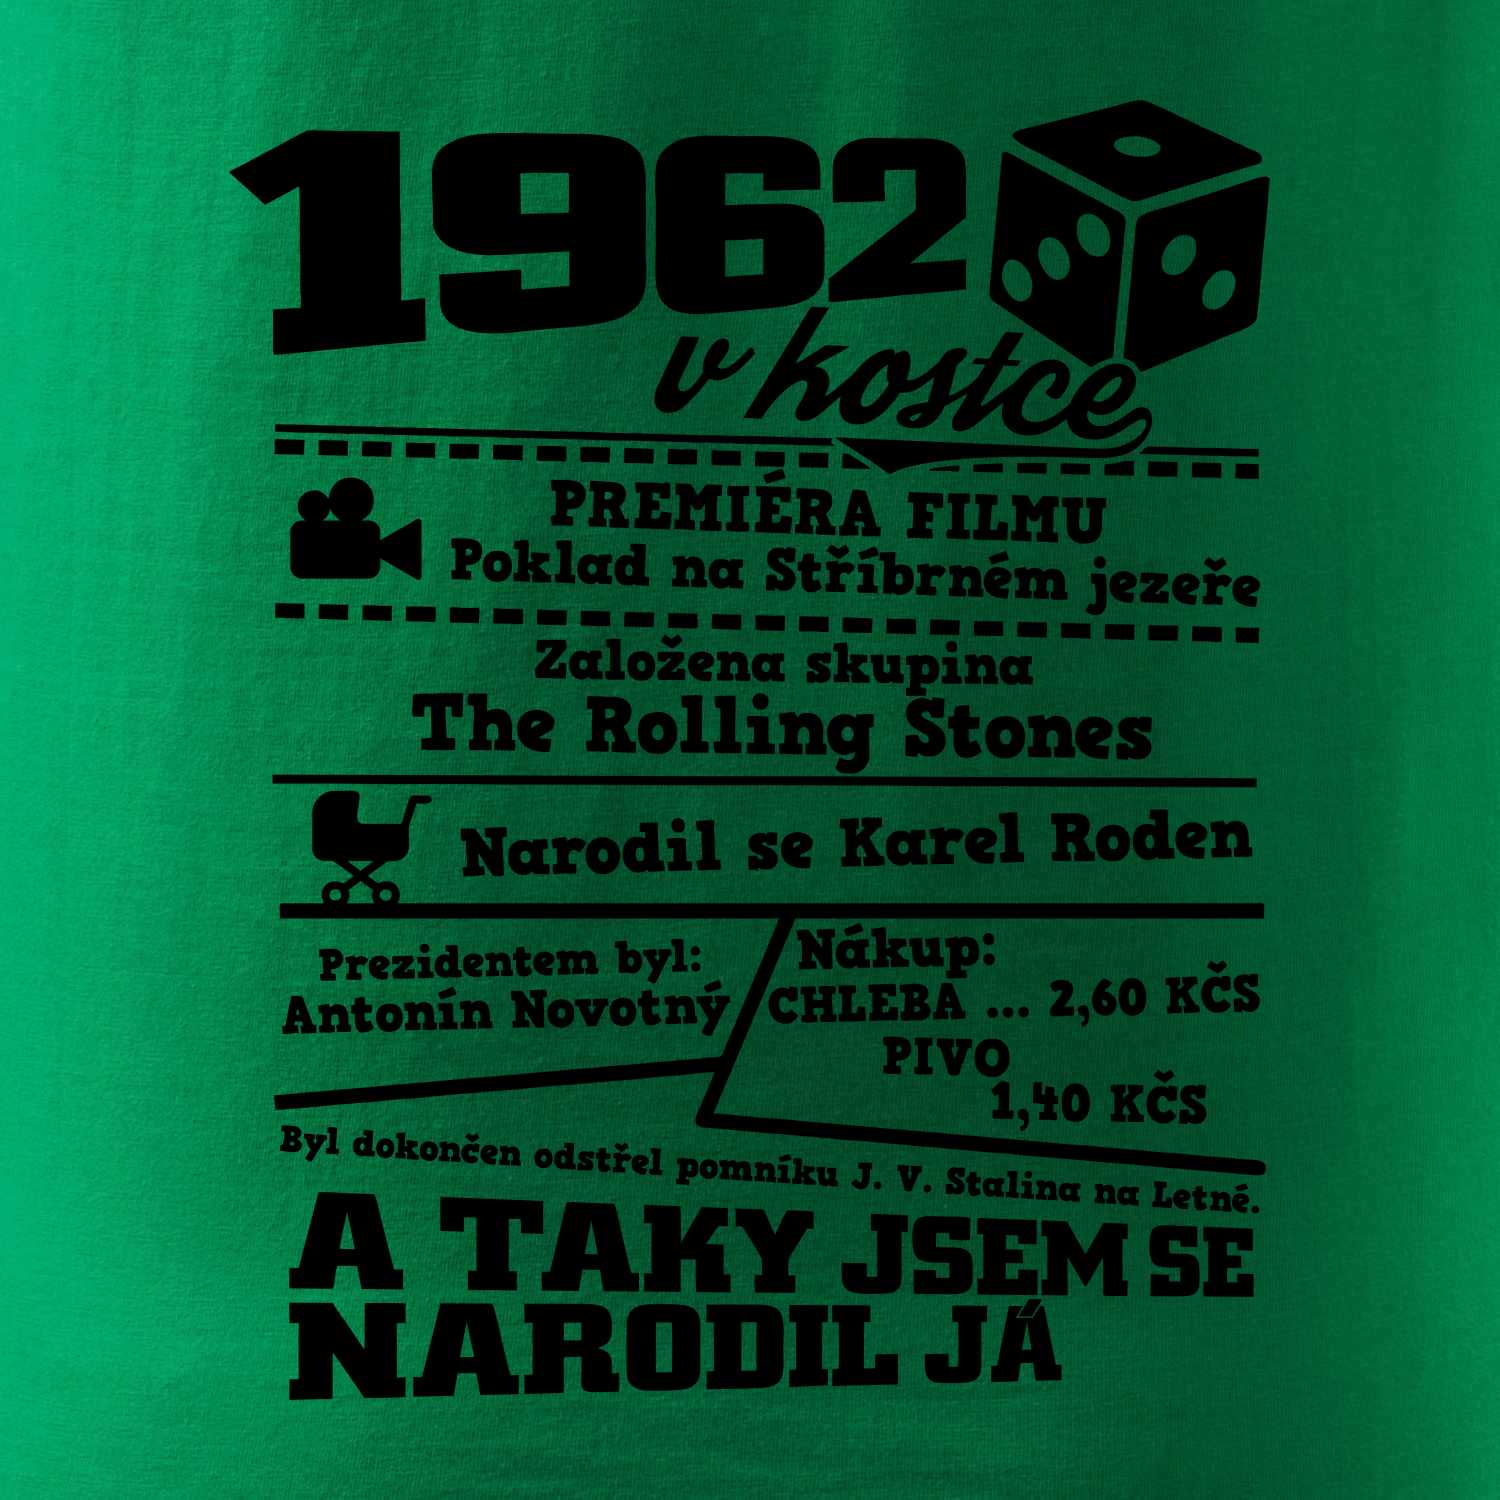 1962
v kostce
PREMIÉRA FILMU
Poklad na Stříbrném jezeře
Založena skupina
The Rolling Stones
Narodil se Karel Roden
Prezidentem byl:
Antonín Novotný
Nákup:
CHLEBA ... 2,60 KČS
PIVO
1,40 KČS
Byl dokončen odstřel pomníku J. V. Stalina na Letné.
A TAKY JSEM SE
NARODIL JÁ